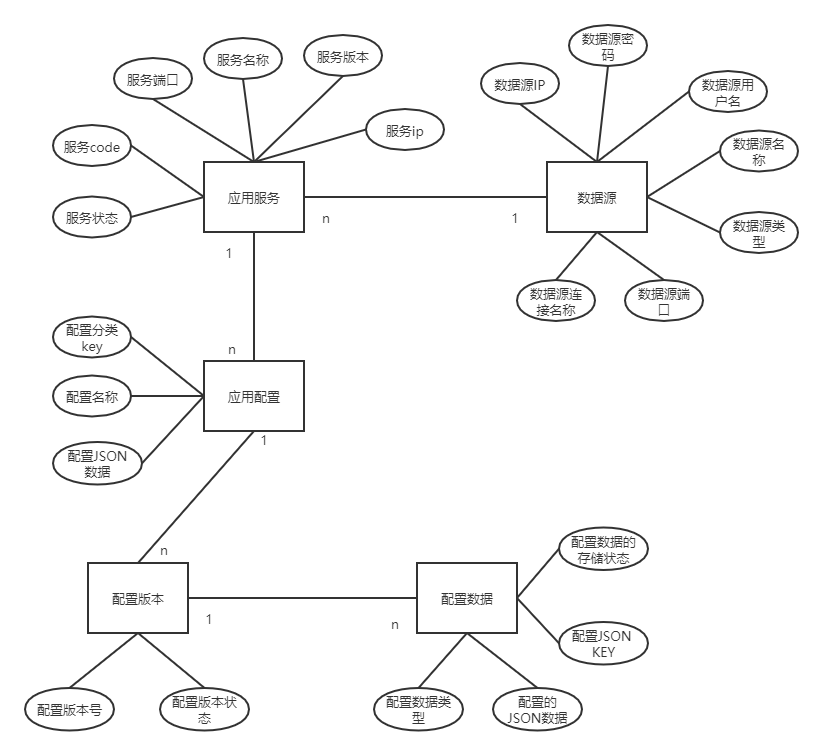 服务名称
服务版本
服务端口
服务ip
服务code
服务状态
应用服务
n
1
1
数据源密
码
数据源IP
数据源用
户名
数据源名
称
数据源
数据源类
型
数据源连
接名称
数据源端
口
配置分类
key
n
配置名称
应用配置
配置JSON
数据
1
n
配置版本
1
n
配置数据
配置数据的
存储状态
配置JSON
KEY
配置版本号
配置版本状
态
配置数据类
型
配置的
JSON数据